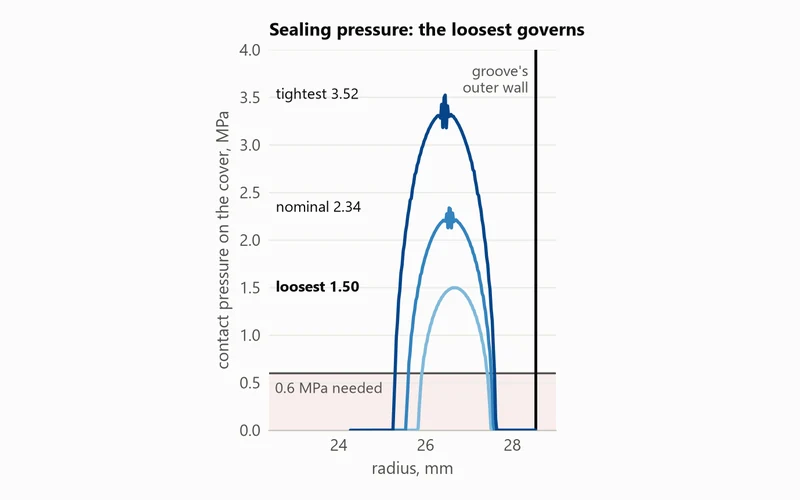 Sealing pressure: the loosest governs
contact pressure on the cover, MPa
4.0
3.5
3.0
2.5
2.0
1.5
1.0
0.5
0.0
groove's
outer wall
tightest 3.52
nominal 2.34
loosest 1.50
0.6 MPa needed
24
26
28
radius, mm